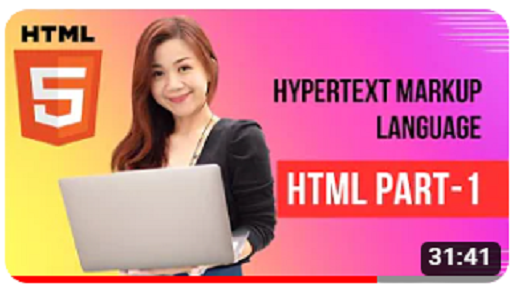 HTML
5
HYPERTEXT MARKUP
LANGUAGE
HTML PART-1
31:41